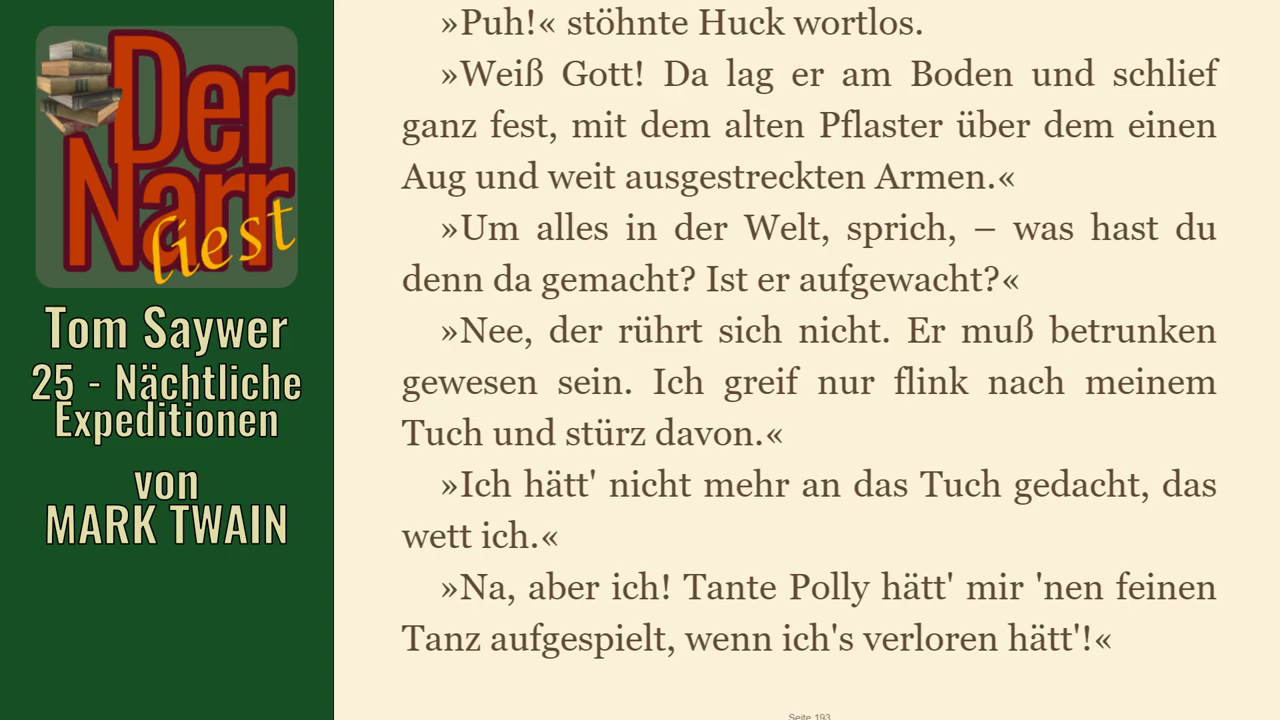 Der
Narr
liest
Tom Saywer
25 - Nächtliche
Expeditionen
von
MARK TWAIN
»Puh!« stöhnte Huck wortlos.
»Weiß Gott! Da lag er am Boden und schlief
ganz fest, mit dem alten Pflaster über dem einen
Aug und weit ausgestreckten Armen.«
»Um alles in der Welt, sprich, – was hast du
denn da gemacht? Ist er aufgewacht?«
»Nee, der rührt sich nicht. Er muß betrunken
gewesen sein. Ich greif nur flink nach meinem
Tuch und stürz davon.«
»Ich hätt' nicht mehr an das Tuch gedacht, das
wett ich.«
»Na, aber ich! Tante Polly hätt' mir 'nen feinen
Tanz aufgespielt, wenn ich's verloren hätt'!«
Seite 193